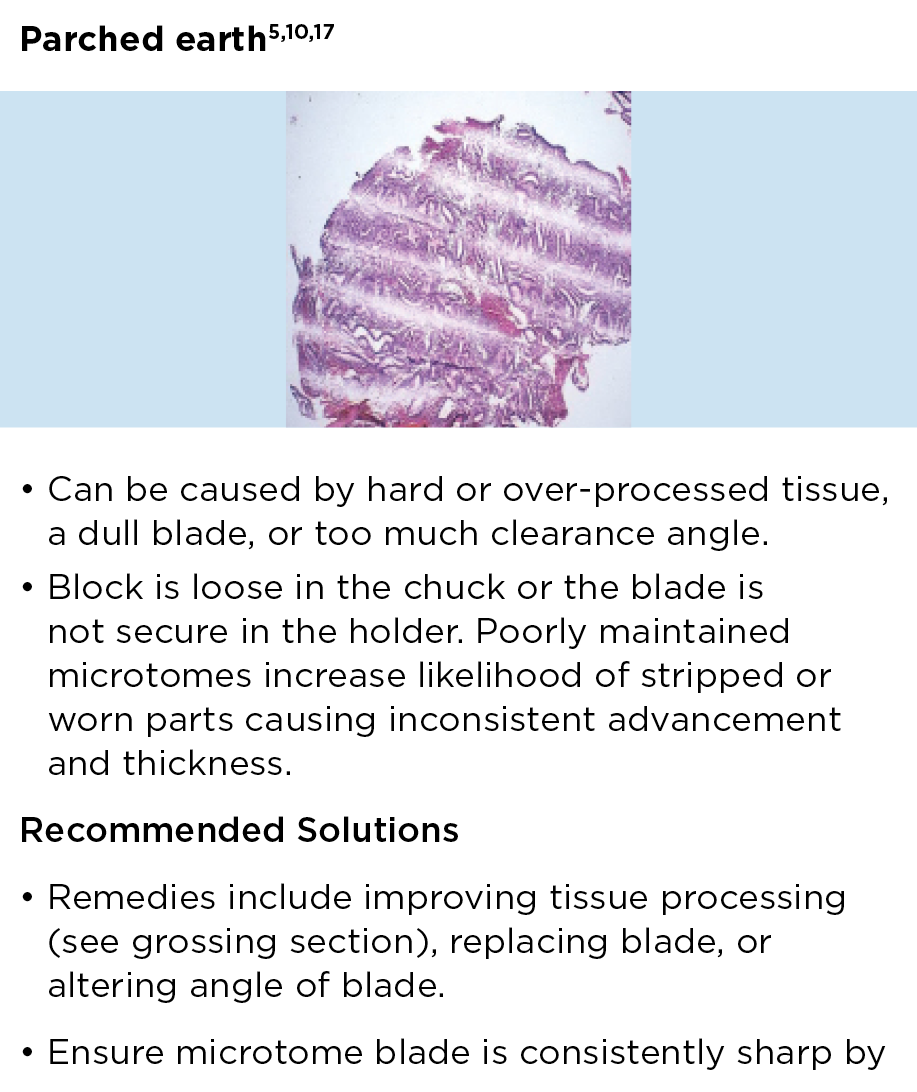 Parched earth5,10,17
• Can be caused by hard or over-processed tissue,
a dull blade, or too much clearance angle.
• Block is loose in the chuck or the blade is
not secure in the holder. Poorly maintained
microtomes increase likelihood of stripped or
worn parts causing inconsistent advancement
and thickness.
Recommended Solutions
• Remedies include improving tissue processing
(see grossing section), replacing blade, or
altering angle of blade.
• Ensure microtome blade is consistently sharp by